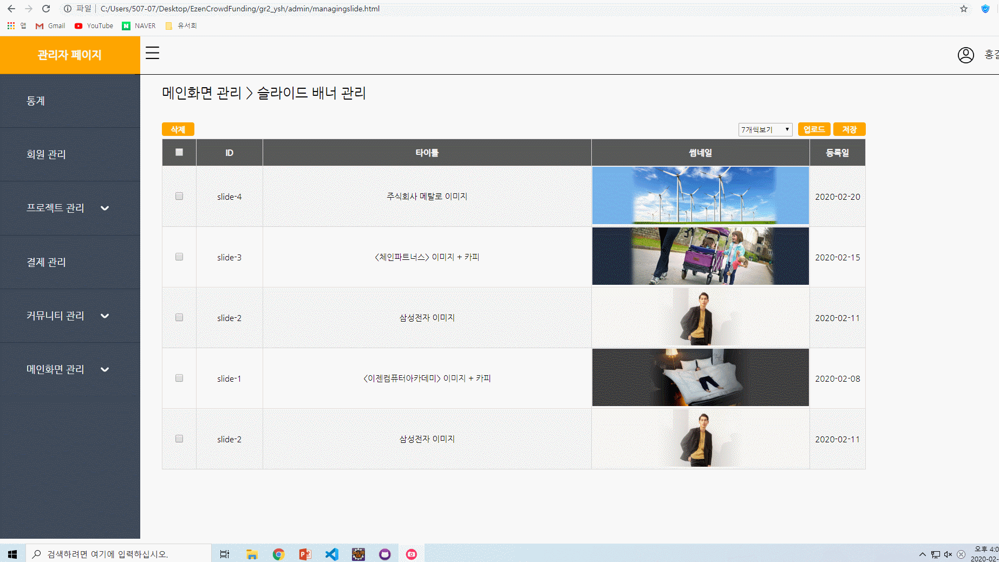 파일 C:/Users/507-07/Desktop/EzenCrowdFunding/gr2_ysh/admin/managingslide.html
앱 Gmail YouTube NAVER 유서희
관리자 페이지
통계
회원 관리
프로젝트 관리
결제 관리
커뮤니티 관리
메인화면 관리
메인화면 관리 > 슬라이드 배너 관리
삭제 7개씩보기 업로드 저장
ID 타이틀 썸네일 등록일
slide-4 주식회사 메탈로 이미지 2020-02-20
slide-3 <체인파트너스> 이미지 + 카피 2020-02-15
slide-2 삼성전자 이미지 2020-02-11
slide-1 <이젠컴퓨터아카데미> 이미지 + 카피 2020-02-08
slide-2 삼성전자 이미지 2020-02-11
검색하려면 여기에 입력하십시오.
오후 4:0
2020-02-